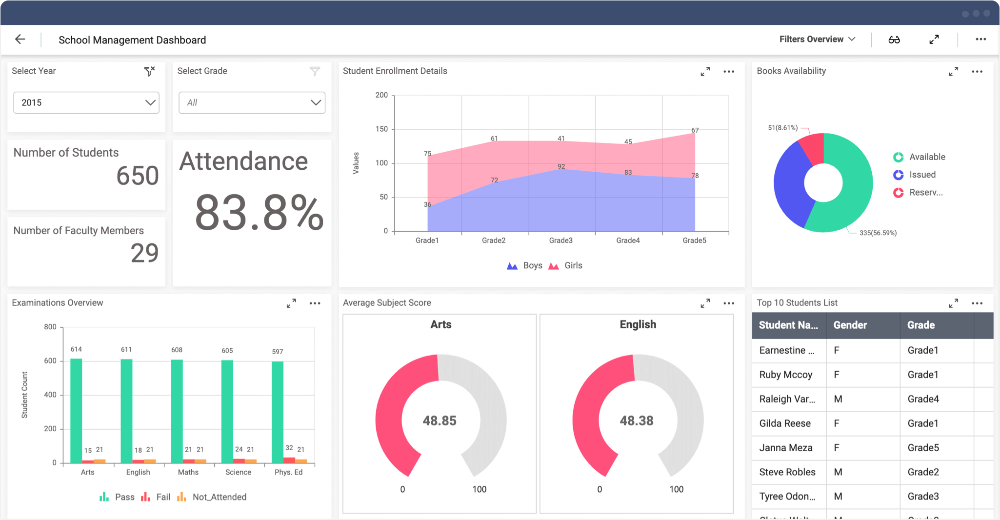 School Management Dashboard
Filters Overview
Select Year
2015
Select Grade
All
Number of Students
650
Number of Faculty Members
29
Attendance
83.8%
Student Enrollment Details
200
150
100
50
0
Values
75
61
41
45
67
36
72
92
83
78
Grade1 Grade2 Grade3 Grade4 Grade5
Boys Girls
Books Availability
51(8.61%)
335(56.59%)
Available
Issued
Reserv...
Examinations Overview
800
600
400
200
0
Student Count
614 611 608 605 597
15 21 18 21 21 21 24 21 32 21
Arts English Maths Science Phys. Ed
Pass Fail Not_Attended
Average Subject Score
Arts
48.85
0 100
English
48.38
0 100
Top 10 Students List
Student Na... Gender Grade
Earnestine ... F Grade1
Ruby Mccoy F Grade1
Raleigh Var... M Grade4
Gilda Reese F Grade1
Janna Meza F Grade5
Steve Robles M Grade2
Tyree Odon... M Grade3